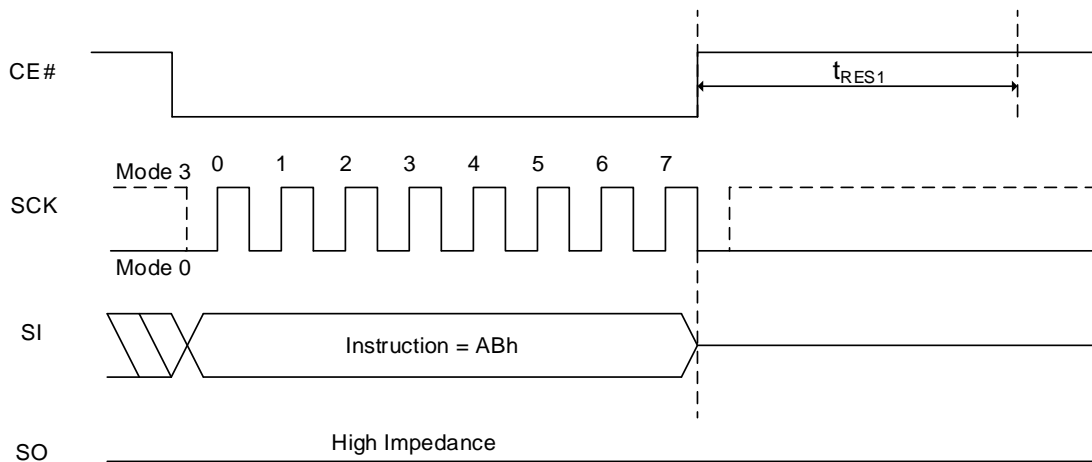 CE#
tRES1
Mode 3
0 1 2 3 4 5 6 7
SCK
Mode 0
SI
Instruction = ABh
High Impedance
SO